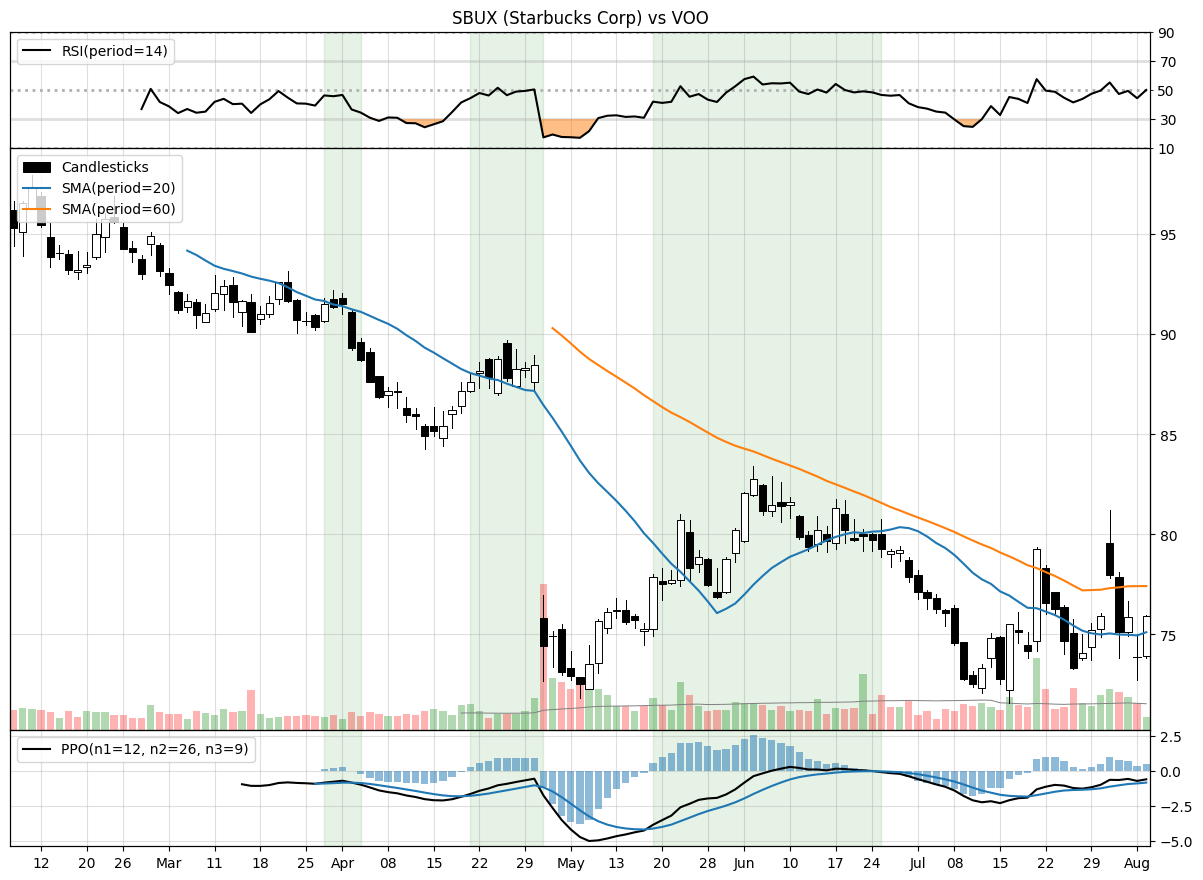 SBUX (Starbucks Corp) vs VOO
RSI(period=14)
90
70
50
30
10
Candlesticks
SMA(period=20)
SMA(period=60)
95
90
85
80
75
PPO(n1=12, n2=26, n3=9)
2.5
0.0
−2.5
−5.0
12 20 26 Mar 11 18 25 Apr 08 15 22 29 May 13 20 28 Jun 10 17 24 Jul 08 15 22 29 Aug